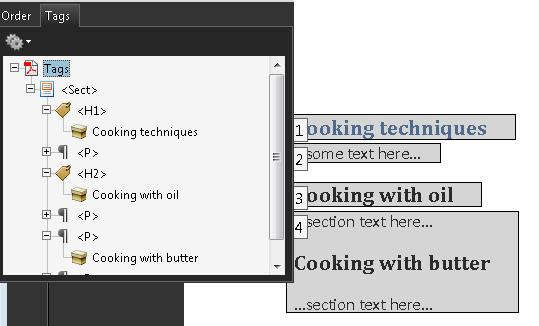 Order Tags
Tags
<Sect>
<H1>
Cooking techniques
<P>
<H2>
Cooking with oil
<P>
<P>
Cooking with butter
1 ooking techniques
2 some text here...
3 ooking with oil
4 ..section text here...
Cooking with butter
...section text here...